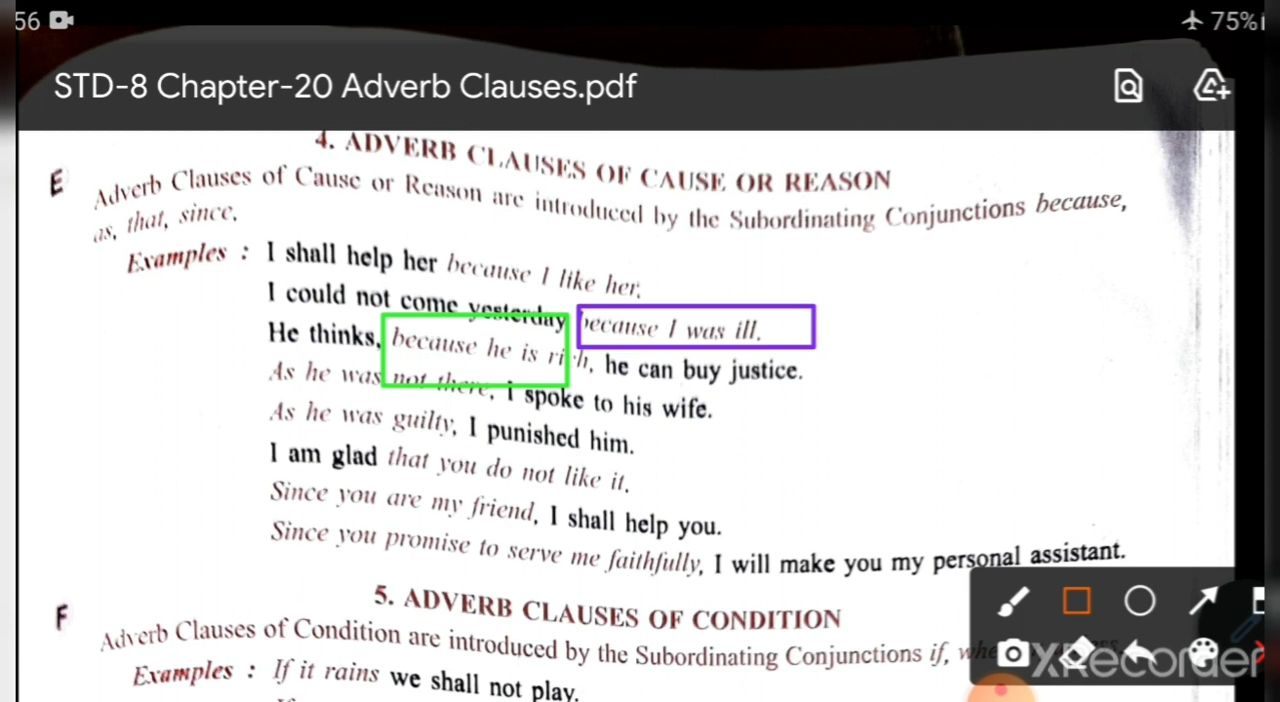 56 75%
STD-8 Chapter-20 Adverb Clauses.pdf
4. ADVERB CLAUSES OF CAUSE OR REASON
E Adverb Clauses of Cause or Reason are introduced by the Subordinating Conjunctions because,
as, that, since.
Examples : I shall help her because I like her.
I could not come yesterday because I was ill.
He thinks, because he is rich, he can buy justice.
As he was not there, I spoke to his wife.
As he was guilty, I punished him.
I am glad that you do not like it.
Since you are my friend, I shall help you.
Since you promise to serve me faithfully, I will make you my personal assistant.
F 5. ADVERB CLAUSES OF CONDITION
Adverb Clauses of Condition are introduced by the Subordinating Conjunctions if,
Examples : If it rains we shall not play.
XRecorder